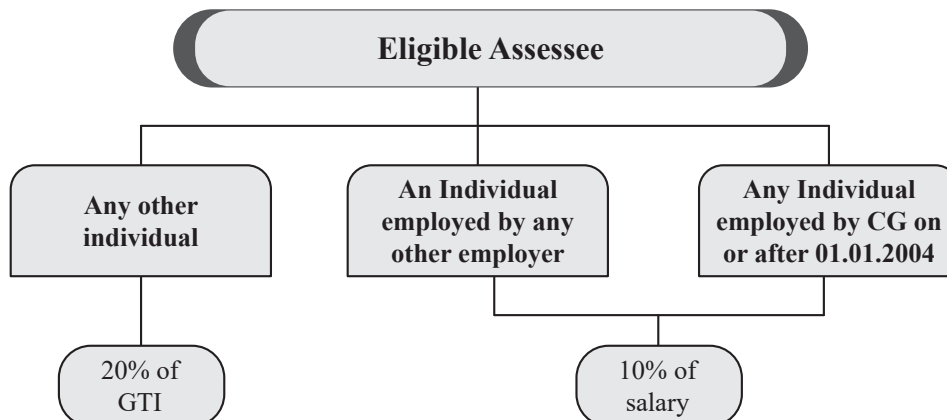 Eligible Assessee
Any other
individual
An Individual
employed by any
other employer
Any Individual
employed by CG on
or after 01.01.2004
20% of
GTI
10% of
salary